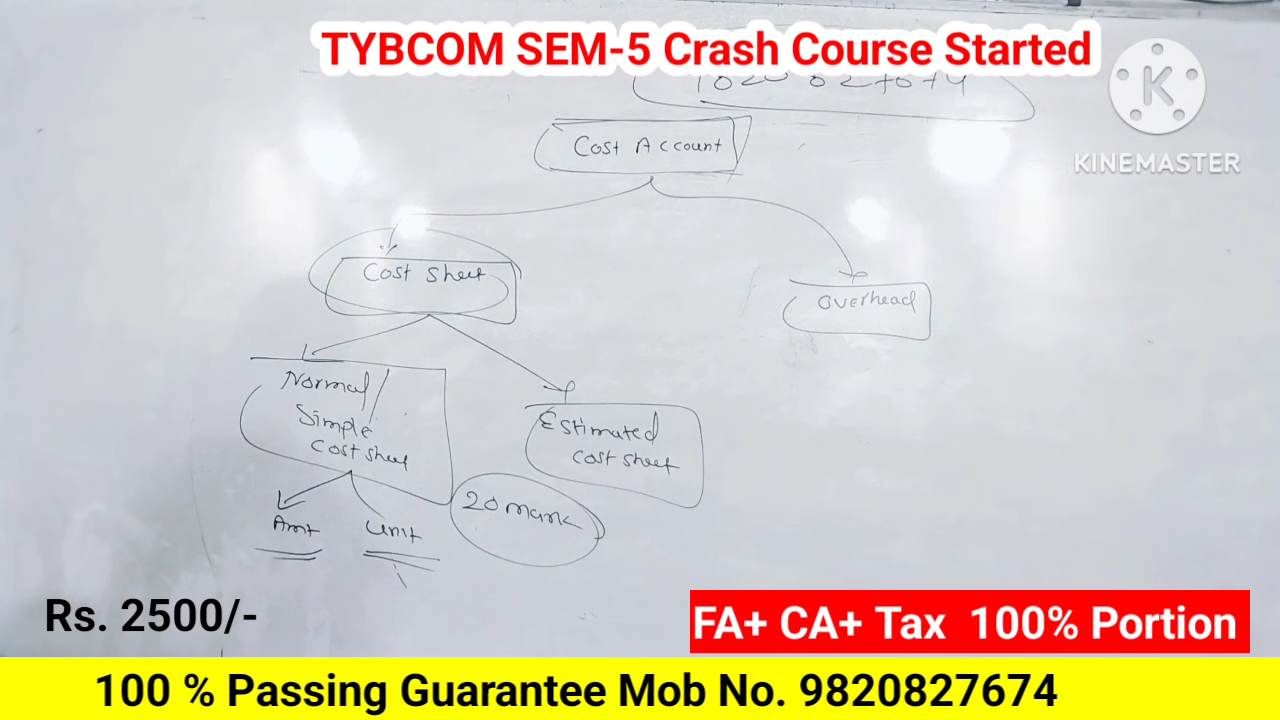 TYBCOM SEM-5 Crash Course Started
K
KINEMASTER
Cost Account
Cost sheet
Overhead
Normal/
Simple
Cost sheet
Estimated
Cost sheet
20 mark
Amt
Unit
Rs. 2500/-
FA+ CA+ Tax 100% Portion
100 % Passing Guarantee Mob No. 9820827674